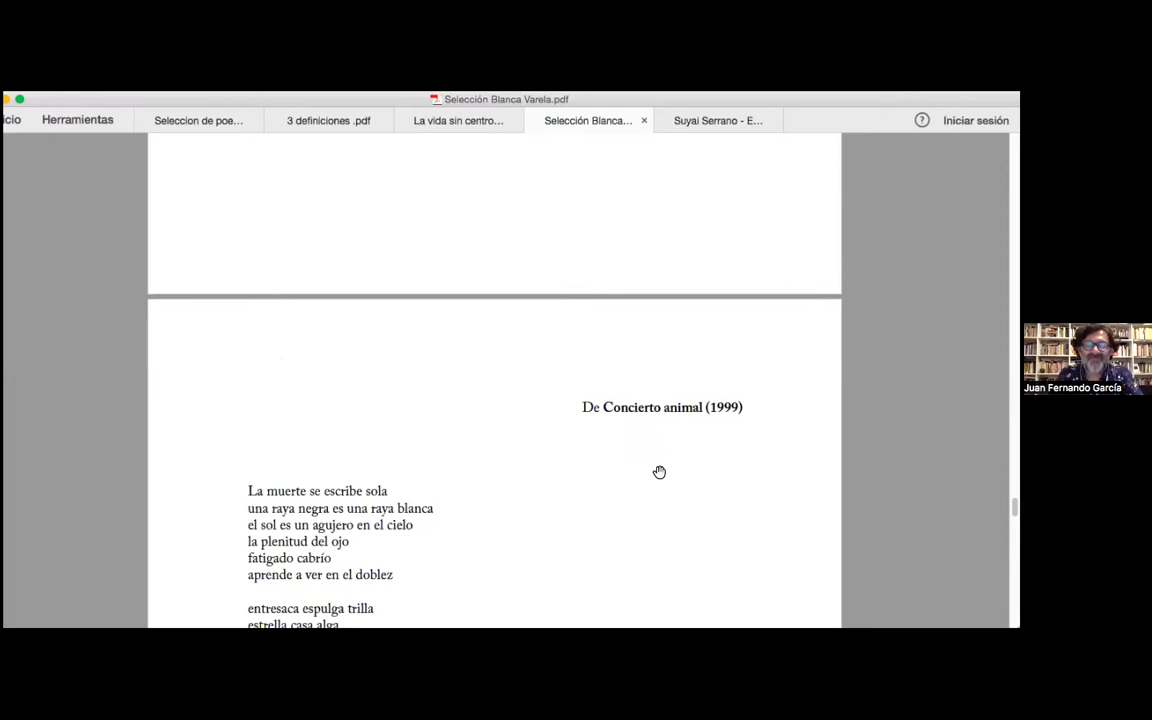 Selección Blanca Varela.pdf
icio Herramientas Seleccion de poe... 3 definiciones .pdf La vida sin centro... Selección Blanca... × Suyai Serrano - E... ? Iniciar sesión
De Concierto animal (1999)
La muerte se escribe sola
una raya negra es una raya blanca
el sol es un agujero en el cielo
la plenitud del ojo
fatigado cabrío
aprende a ver en el doblez
entresaca espulga trilla
estrella casa alga
Juan Fernando García